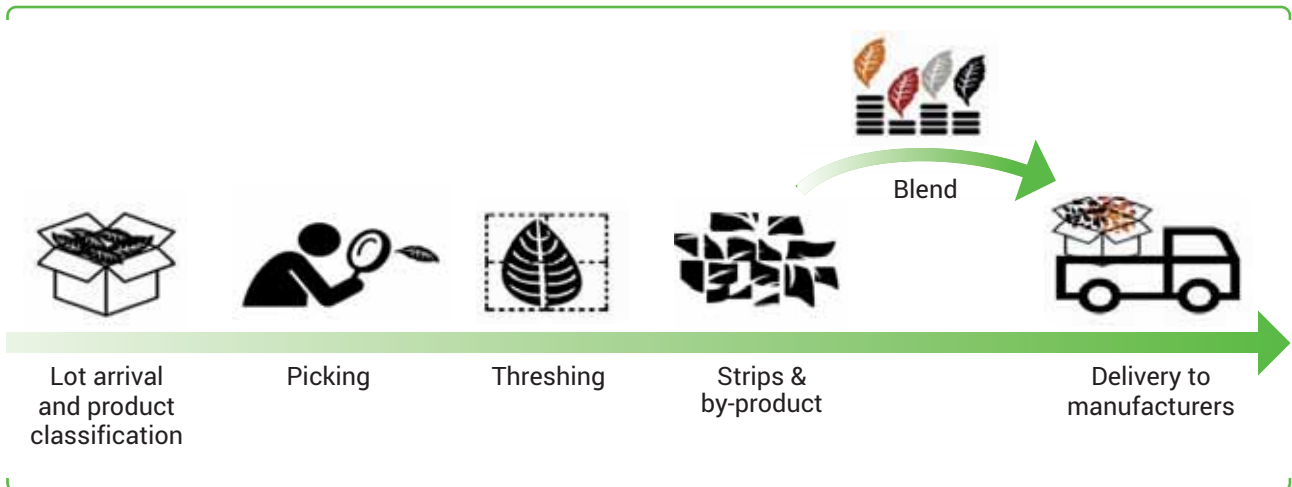 Blend
Lot arrival
and product
classification
Picking
Threshing
Strips &
by-product
Delivery to
manufacturers